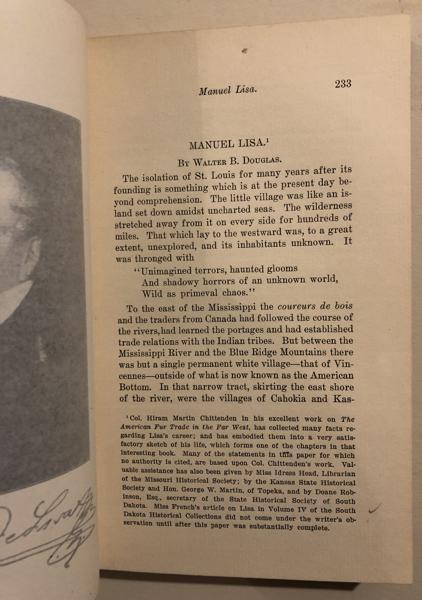 Manuel Lisa. 233
MANUEL LISA.¹
By Walter B. Douglas.
The isolation of St. Louis for many years after its
founding is something which is at the present day be-
yond comprehension. The little village was like an is-
land set down amidst uncharted seas. The wilderness
stretched away from it on every side for hundreds of
miles. That which lay to the westward was, to a great
extent, unexplored, and its inhabitants unknown. It
was thronged with
"Unimagined terrors, haunted glooms
And shadowy horrors of an unknown world,
Wild as primeval chaos."
To the east of the Mississippi the coureurs de bois
and the traders from Canada had followed the course of
the rivers, had learned the portages and had established
trade relations with the Indian tribes. But between the
Mississippi River and the Blue Ridge Mountains there
was but a single permanent white village—that of Vin-
cennes—outside of what is now known as the American
Bottom. In that narrow tract, skirting the east shore
of the river, were the villages of Cahokia and Kas-
¹Col. Hiram Martin Chittenden in his excellent work on The
American Fur Trade in the Far West, has collected many facts re-
garding Lisa's career; and has embodied them into a very satis-
factory sketch of his life, which forms one of the chapters in that
interesting book. Many of the statements in this paper for which
no authority is cited, are based upon Col. Chittenden's work. Val-
uable assistance has also been given by Miss Idress Head, Librarian
of the Missouri Historical Society; by the Kansas State Historical
Society and Hon. George W. Martin, of Topeka, and by Doane Rob-
inson, Esq., secretary of the State Historical Society of South
Dakota. Miss French's article on Lisa in Volume IV of the South
Dakota Historical Collections did not come under the writer's ob-
servation until after this paper was substantially complete.